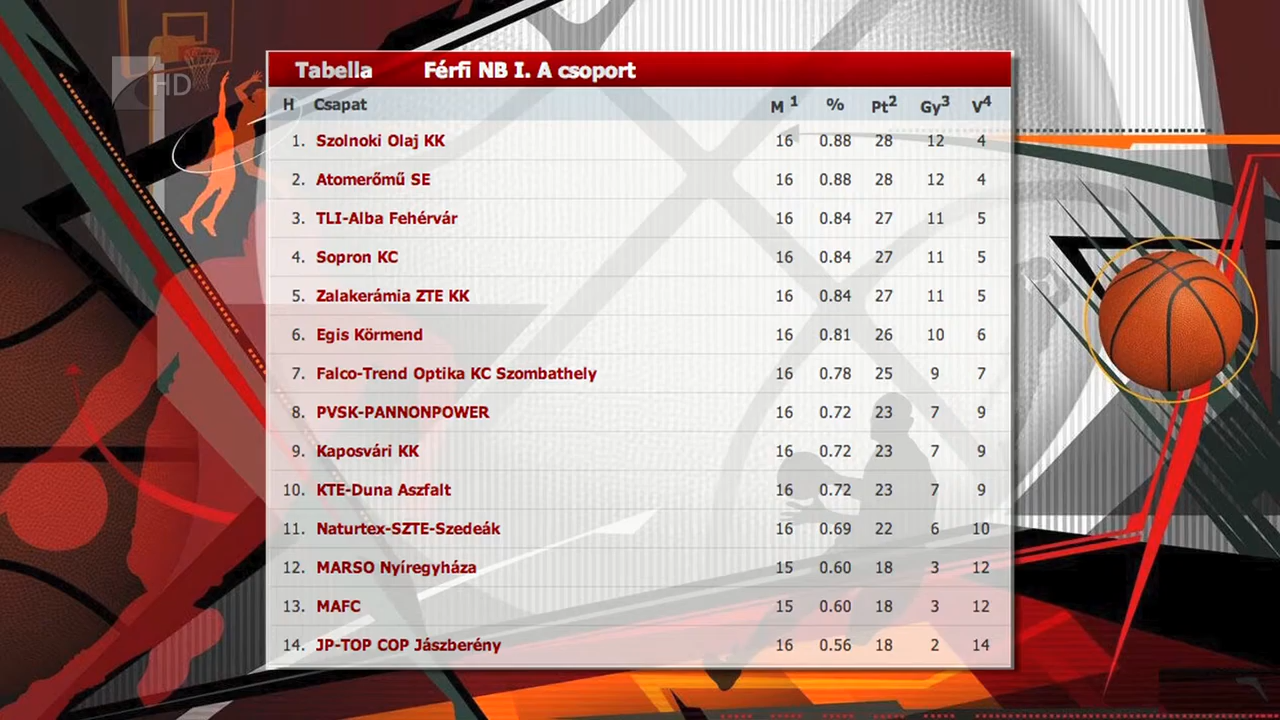 HD
Tabella Férfi NB I. A csoport
H Csapat M 1 % Pt2 Gy3 V4
1. Szolnoki Olaj KK 16 0.88 28 12 4
2. Atomerőmű SE 16 0.88 28 12 4
3. TLI-Alba Fehérvár 16 0.84 27 11 5
4. Sopron KC 16 0.84 27 11 5
5. Zalakerámia ZTE KK 16 0.84 27 11 5
6. Egis Körmend 16 0.81 26 10 6
7. Falco-Trend Optika KC Szombathely 16 0.78 25 9 7
8. PVSK-PANNONPOWER 16 0.72 23 7 9
9. Kaposvári KK 16 0.72 23 7 9
10. KTE-Duna Aszfalt 16 0.72 23 7 9
11. Naturtex-SZTE-Szedeák 16 0.69 22 6 10
12. MARSO Nyíregyháza 15 0.60 18 3 12
13. MAFC 15 0.60 18 3 12
14. JP-TOP COP Jászberény 16 0.56 18 2 14